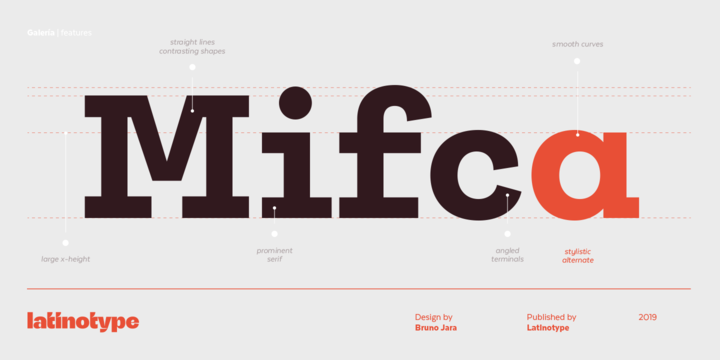 Galeria | features
straight lines
contrasting shapes
smooth curves
Mifca
large x-height
prominent
serif
angled
terminals
stylistic
alternate
latinotype
Design by
Bruno Jara
Published by
Latinotype
2019